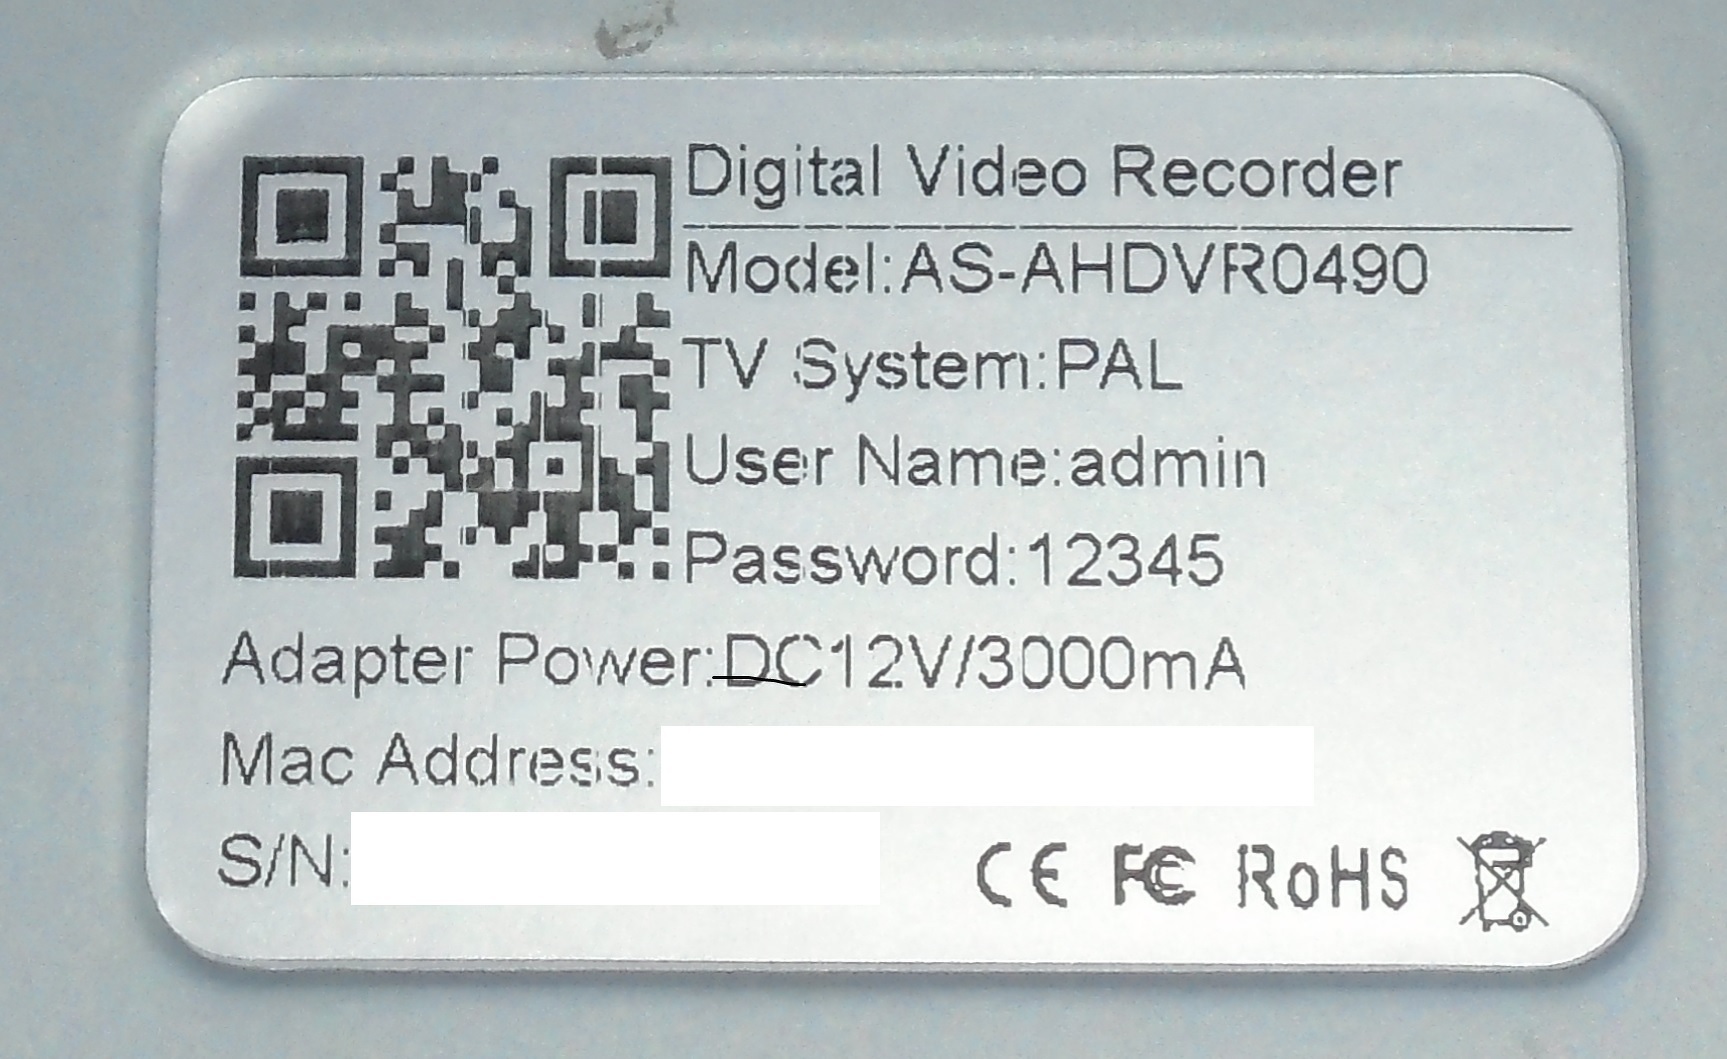 Digital Video Recorder
Model:AS-AHDVR0490
TV System:PAL
User Name:admin
Password:12345
Adapter Power:DC12V/3000mA
Mac Address:
S/N:
CE FC RoHS